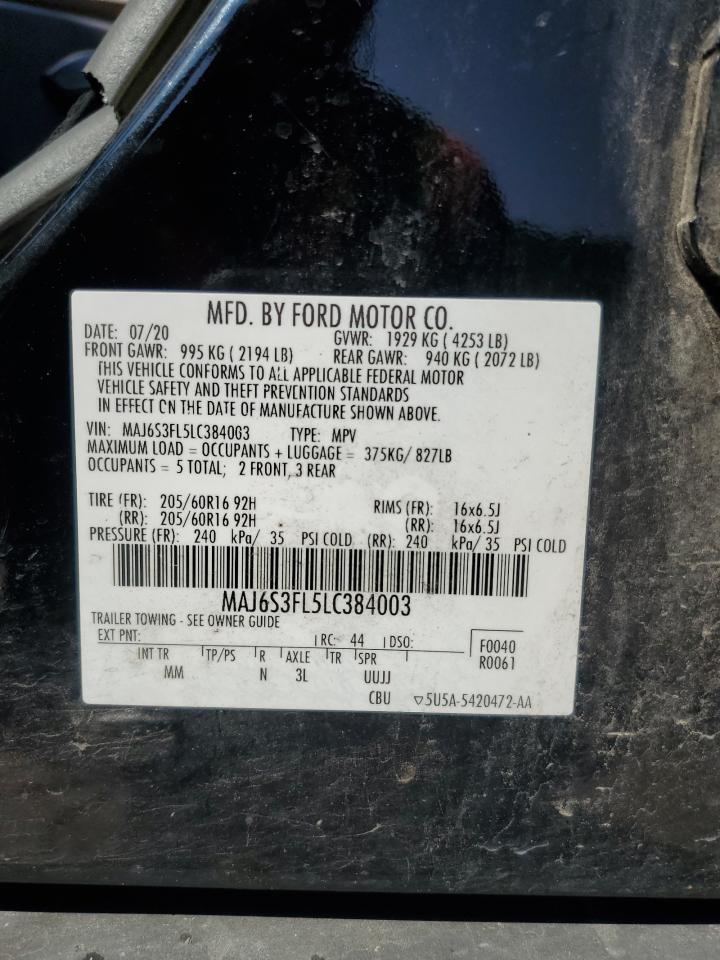 MFD. BY FORD MOTOR CO.
DATE: 07/20 GVWR: 1929 KG ( 4253 LB)
FRONT GAWR: 995 KG ( 2194 LB) REAR GAWR: 940 KG ( 2072 LB)
THIS VEHICLE CONFORMS TO ALL APPLICABLE FEDERAL MOTOR
VEHICLE SAFETY AND THEFT PREVENTION STANDARDS
IN EFFECT ON THE DATE OF MANUFACTURE SHOWN ABOVE.
VIN: MAJ6S3FL5LC384003 TYPE: MPV
MAXIMUM LOAD = OCCUPANTS + LUGGAGE = 375KG/ 827LB
OCCUPANTS = 5 TOTAL; 2 FRONT, 3 REAR
TIRE (FR): 205/60R16 92H RIMS (FR): 16x6.5J
(RR): 205/60R16 92H (RR): 16x6.5J
PRESSURE (FR): 240 kPa/ 35 PSI COLD (RR): 240 kPa/ 35 PSI COLD
MAJ6S3FL5LC384003
TRAILER TOWING - SEE OWNER GUIDE
EXT PNT: RC: 44 DSO: F0040
INT TR TP/PS R AXLE TR SPR R0061
MM N 3L UUJJ
CBU ▽5U5A-5420472-AA